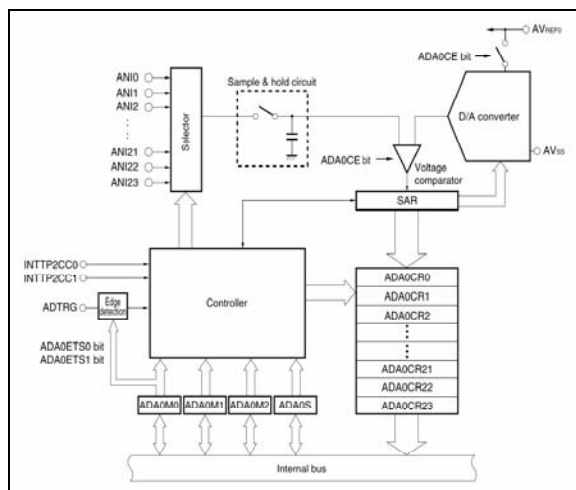 AVREF0
ADA0CE bit
ANI0
ANI1
ANI2
ANI21
ANI22
ANI23
Selector
Sample & hold circuit
D/A converter
ADA0CE bit
Voltage
comparator
AVSS
SAR
INTTP2CC0
INTTP2CC1
ADTRG
Edge
detection
Controller
ADA0ETS0 bit
ADA0ETS1 bit
ADA0CR0
ADA0CR1
ADA0CR2
ADA0CR21
ADA0CR22
ADA0CR23
ADA0M0
ADA0M1
ADA0M2
ADA0S
Internal bus